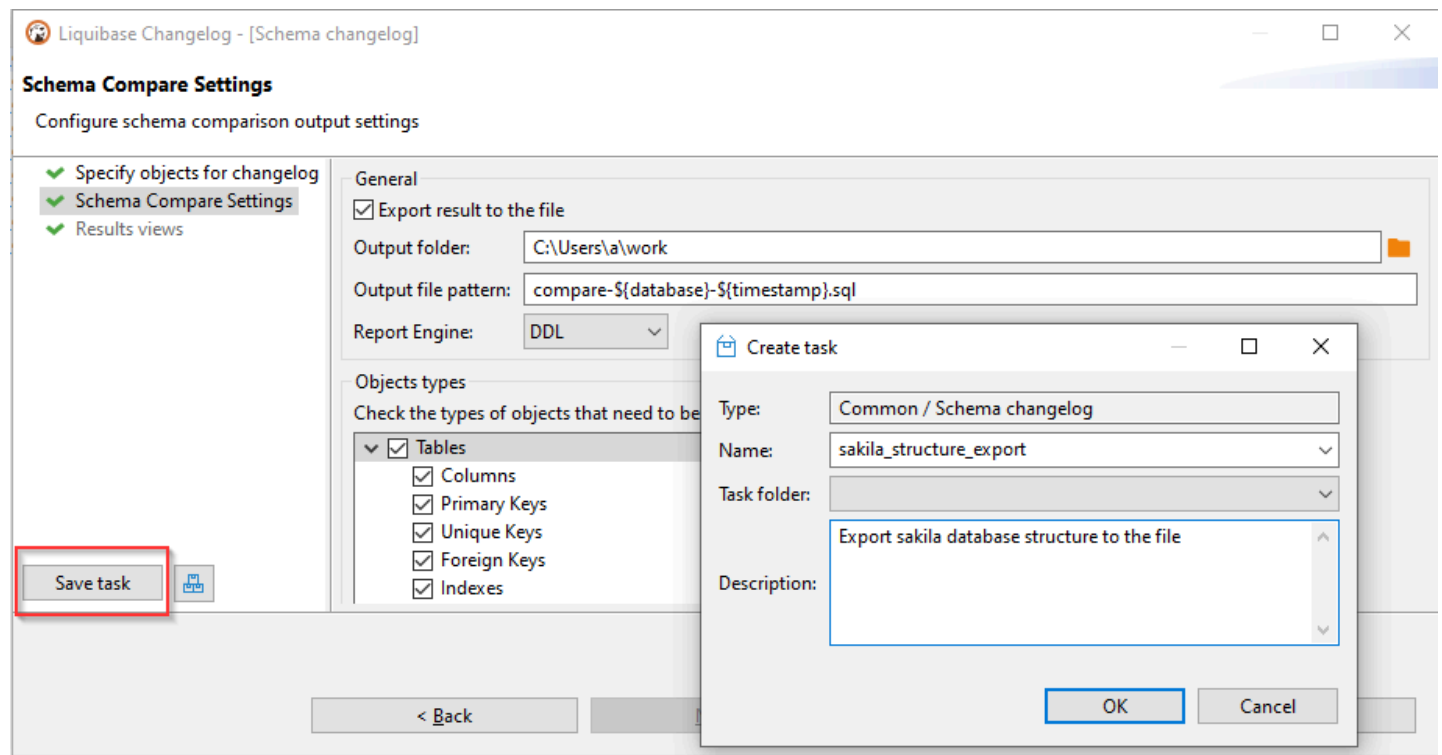 Liquibase Changelog - [Schema changelog]
Schema Compare Settings
Configure schema comparison output settings
Specify objects for changelog
Schema Compare Settings
Results views
General
Export result to the file
Output folder: C:\Users\a\work
Output file pattern: compare-${database}-${timestamp}.sql
Report Engine: DDL
Objects types
Check the types of objects that need to be
Tables
Columns
Primary Keys
Unique Keys
Foreign Keys
Indexes
Save task
< Back
Create task
Type: Common / Schema changelog
Name: sakila_structure_export
Task folder:
Description: Export sakila database structure to the file
OK Cancel